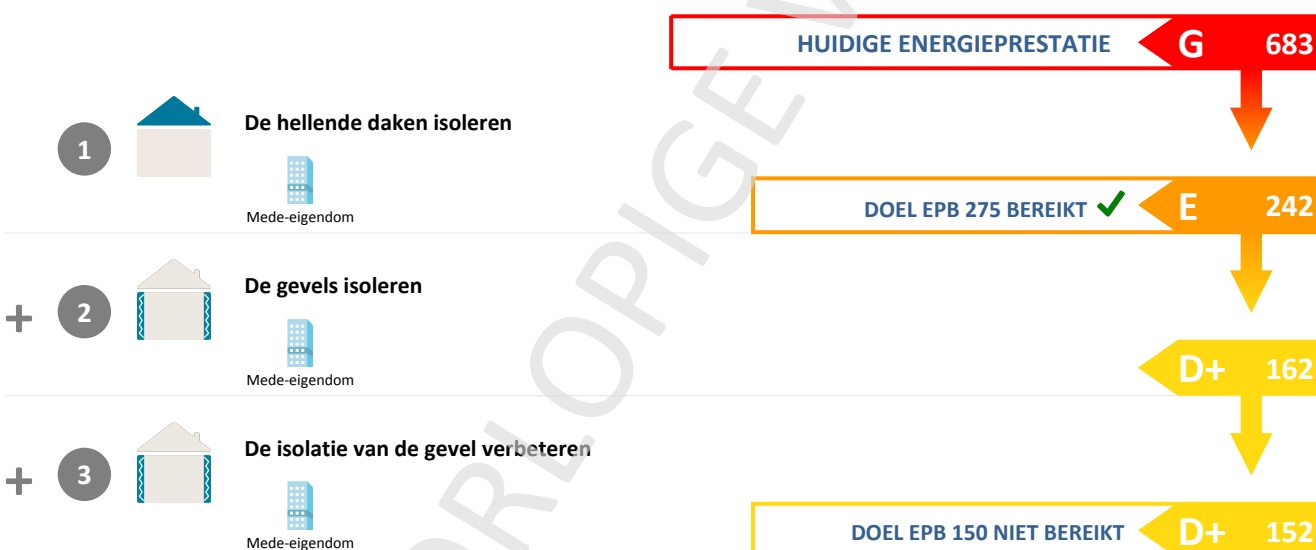 HUIDIGE ENERGIEPRESTATIE G 683
1 De hellende daken isoleren
Mede-eigendom
DOEL EPB 275 BEREIKT ✔ E 242
+ 2 De gevels isoleren
Mede-eigendom
D+ 162
+ 3 De isolatie van de gevel verbeteren
Mede-eigendom
DOEL EPB 150 NIET BEREIKT D+ 152
ORLOPIGE